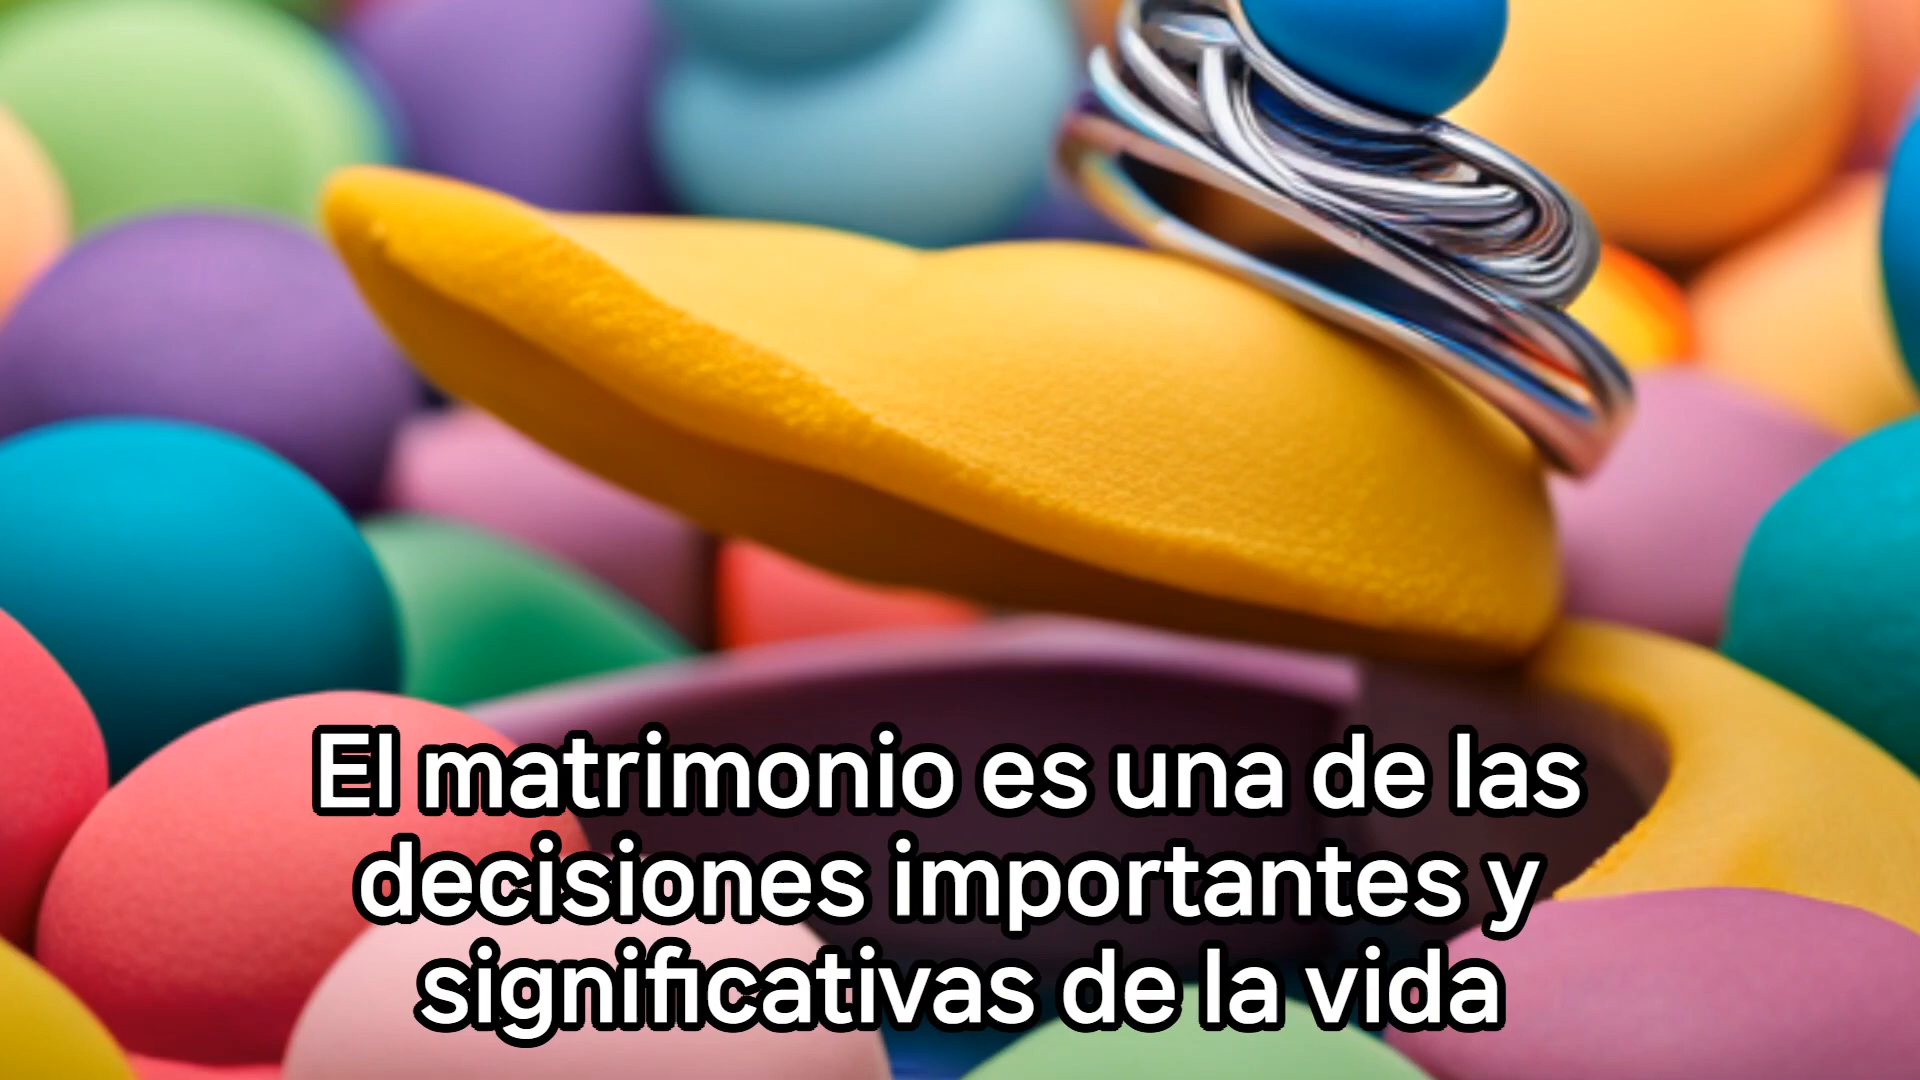 El matrimonio es una de las
decisiones importantes y
significativas de la vida